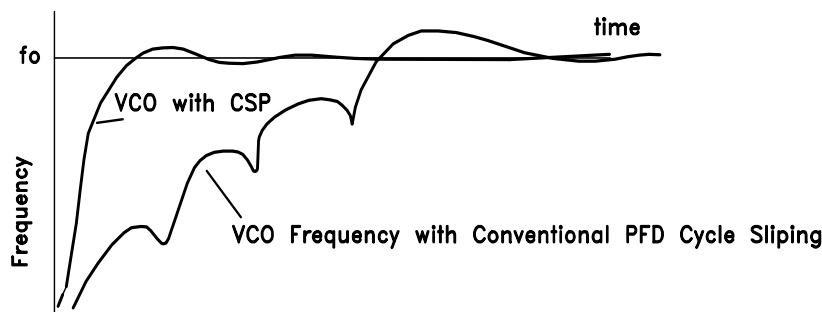 time
fo
VCO with CSP
Frequency
VCO Frequency with Conventional PFD Cycle Sliping